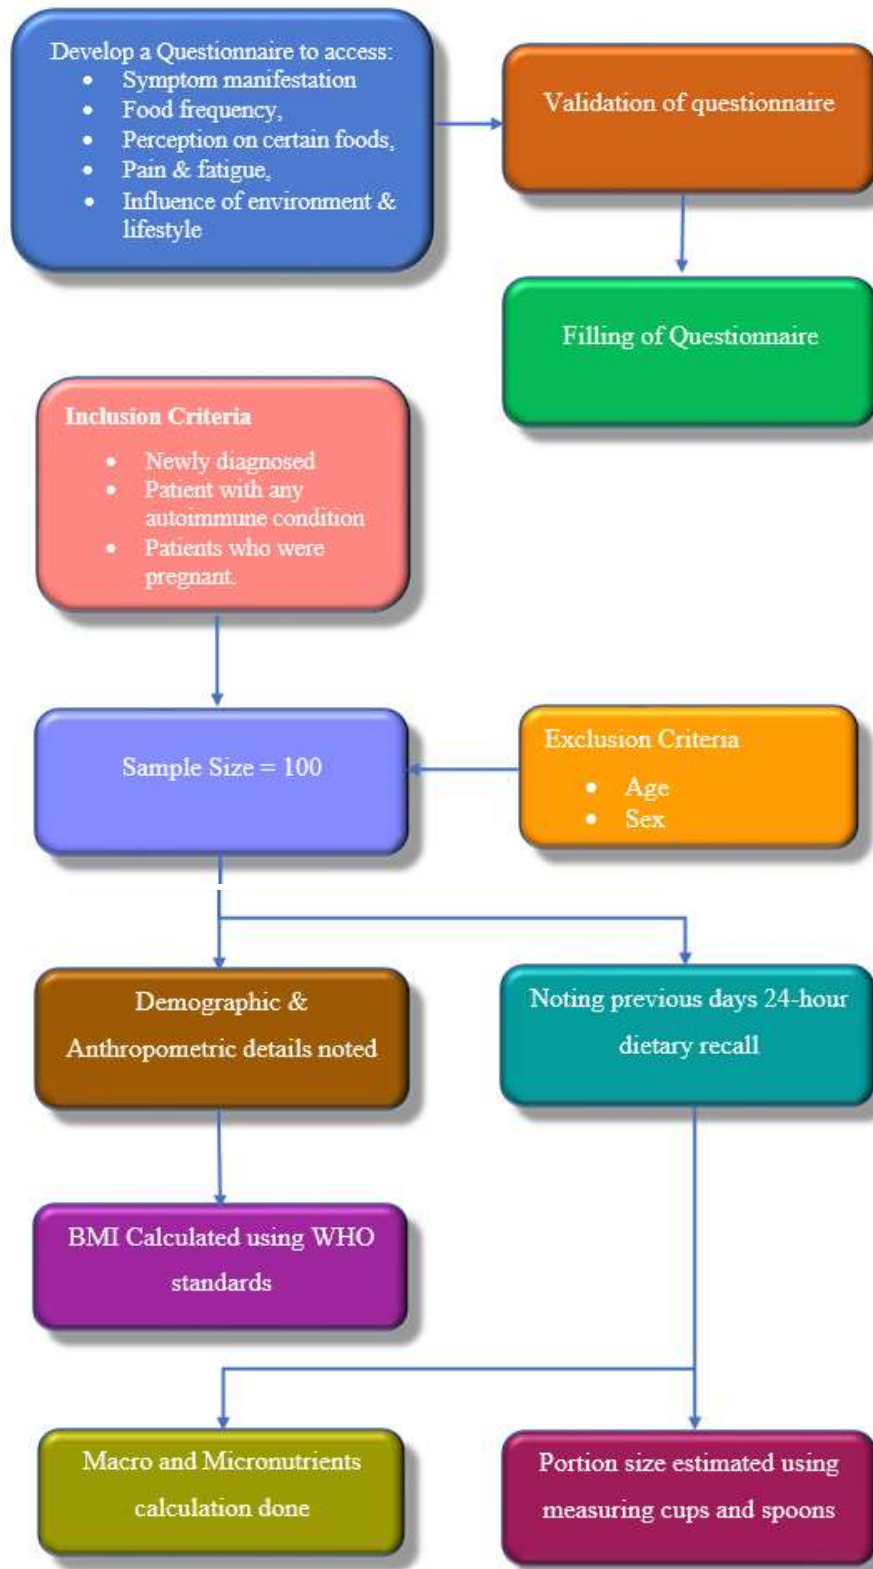 Develop a Questionnaire to access:
• Symptom manifestation
• Food frequency,
• Perception on certain foods,
• Pain & fatigue,
• Influence of environment &
lifestyle
Validation of questionnaire
Filling of Questionnaire
Inclusion Criteria
• Newly diagnosed
• Patient with any
autoimmune condition
• Patients who were
pregnant.
Sample Size = 100
Exclusion Criteria
• Age
• Sex
Demographic &
Anthropometric details noted
Noting previous days 24-hour
dietary recall
BMI Calculated using WHO
standards
Macro and Micronutrients
calculation done
Portion size estimated using
measuring cups and spoons